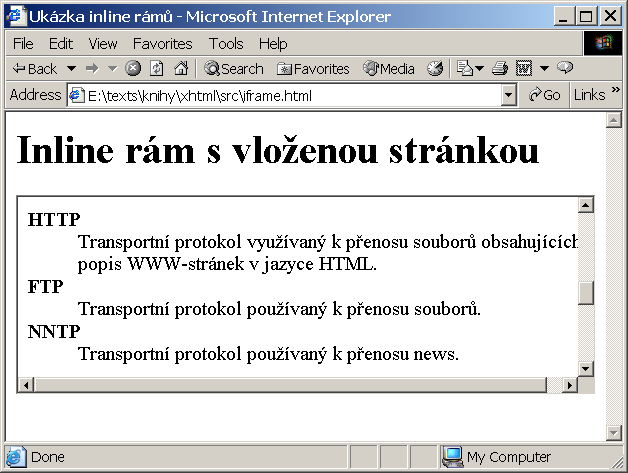 Ukázka inline rámů - Microsoft Internet Explorer
File Edit View Favorites Tools Help
Back Search Favorites Media
Address E:\texts\knihy\xhtml\src\iframe.html Go Links »
Inline rám s vloženou stránkou
HTTP
Transportní protokol využívaný k přenosu souborů obsahujících
popis WWW-stránek v jazyce HTML.
FTP
Transportní protokol používaný k přenosu souborů.
NNTP
Transportní protokol používaný k přenosu news.
Done My Computer